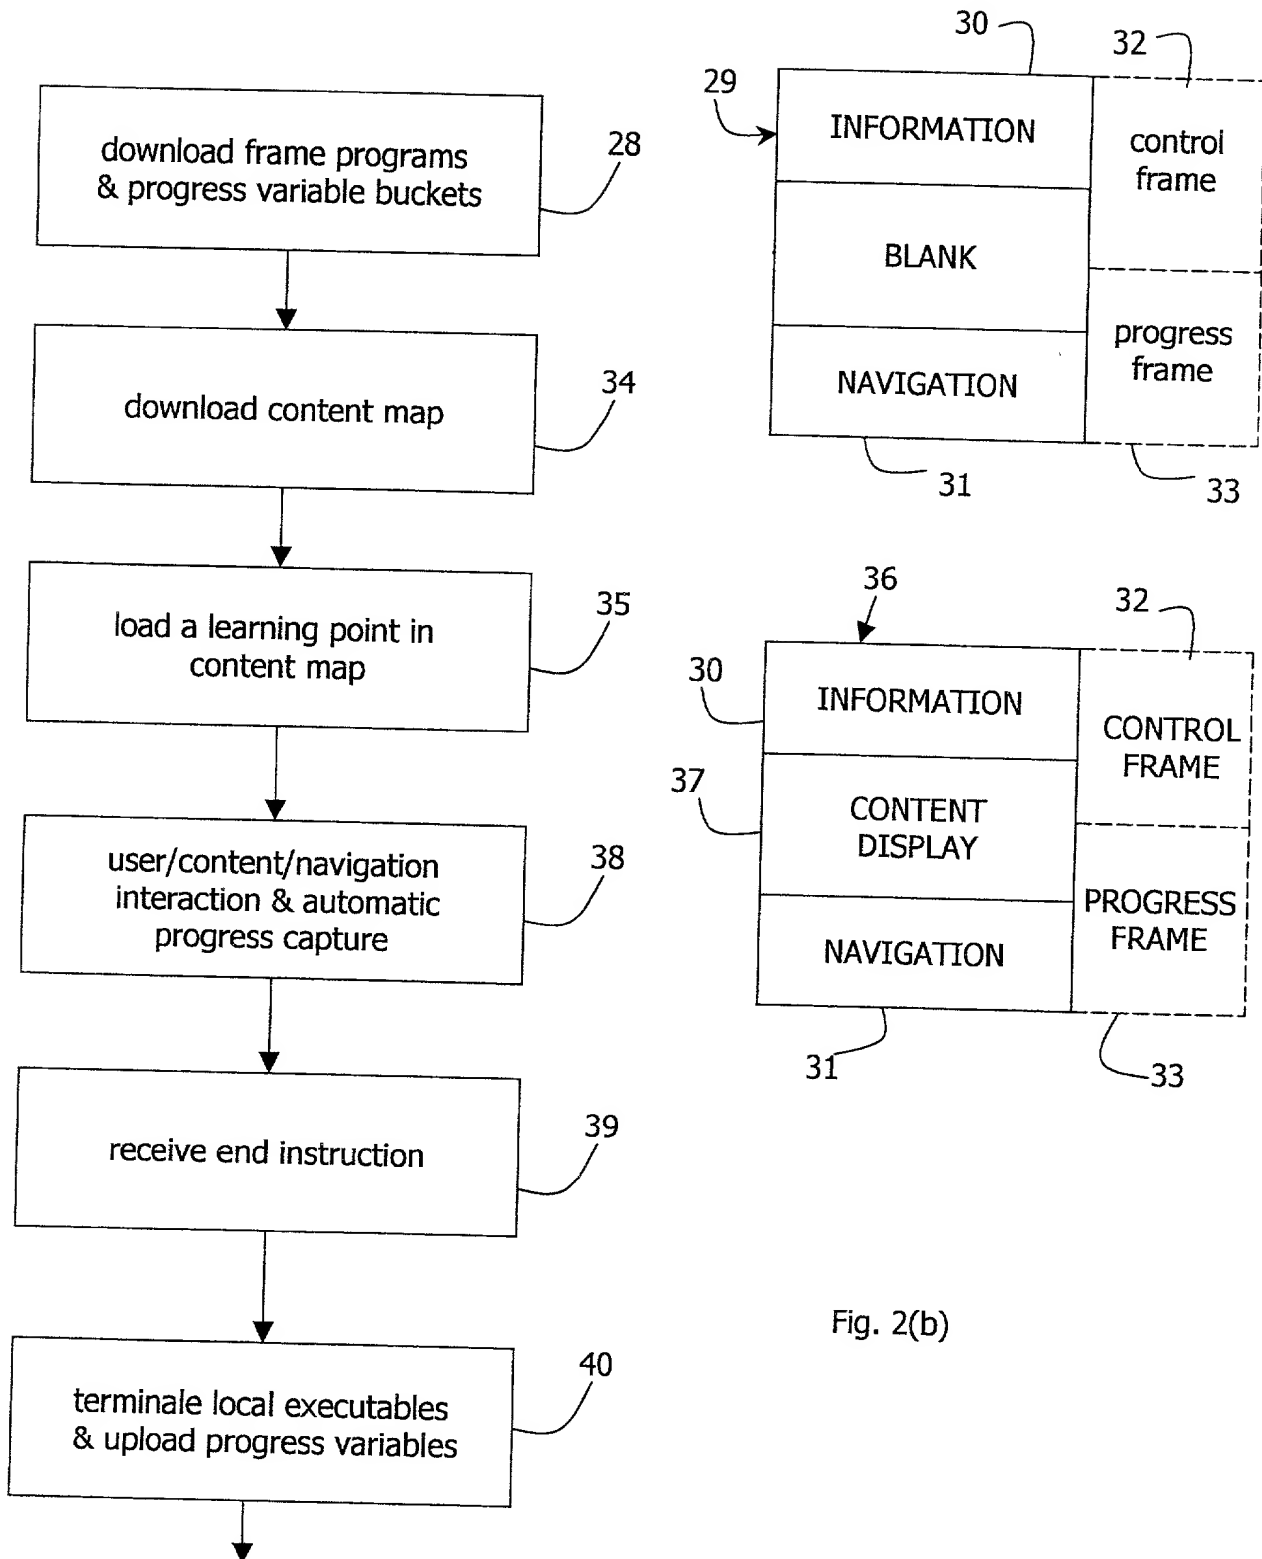 download frame programs
& progress variable buckets
28
download content map
34
load a learning point in
content map
35
user/content/navigation
interaction & automatic
progress capture
38
receive end instruction
39
terminale local executables
& upload progress variables
40
30
32
29
INFORMATION
control
frame
BLANK
progress
frame
NAVIGATION
31
33
36
32
30
INFORMATION
CONTROL
FRAME
37
CONTENT
DISPLAY
PROGRESS
FRAME
NAVIGATION
31
33
Fig. 2(b)